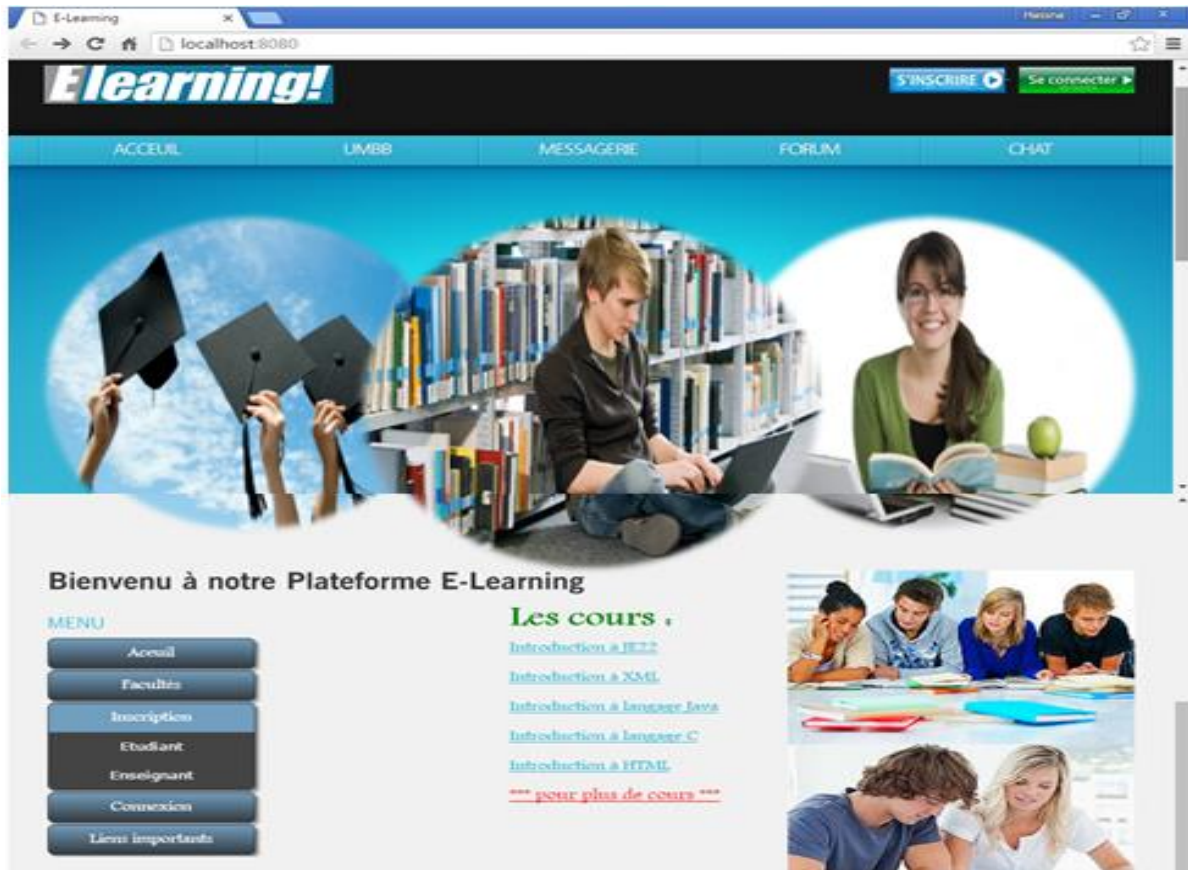 E-Learning
localhost:8080
Elearning!
S'INSCRIRE
Se connecter
ACCEUIL
UMBB
MESSAGERIE
FORUM
CHAT
Bienvenu à notre Plateforme E-Learning
MENU
Aceuil
Facultés
Inscription
Etudiant
Enseignant
Connexion
Liens importants
Les cours :
Introduction à JE22
Introduction à XML
Introduction à langage Java
Introduction à langage C
Introduction à HTML
*** pour plus de cours ***